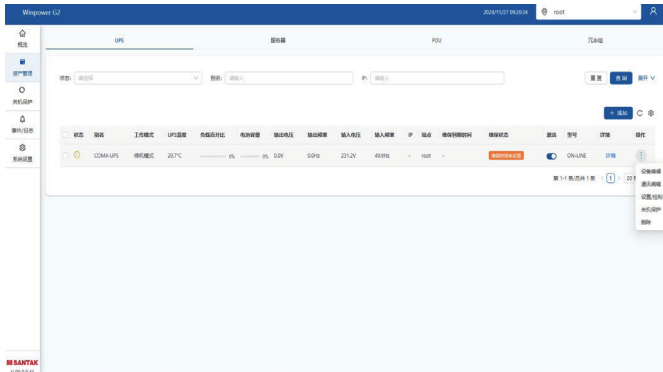 Winpower G2
2024/11/27 09:20:34
root
概览
资产管理
关机保护
事件/日志
系统设置
UPS
服务器
PDU
冗余组
状态: 请选择
别名: 请输入
IP: 请输入
重置
查询
展开
+ 添加
状态 别名 工作模式 UPS温度 负载百分比 电池容量 输出电压 输出频率 输入电压 输入频率 IP 站点 维保到期时间 维保状态 激活 型号 详情 操作
COM4-UPS 待机模式 20.7°C 0% 0% 0.0V 0.0Hz 231.2V 49.9Hz - root - ON-LINE 详情
第 1-1 条/总共 1 条 < 1 > 20
设备编辑
通讯编辑
设置/控制
关机保护
删除
SANTAK